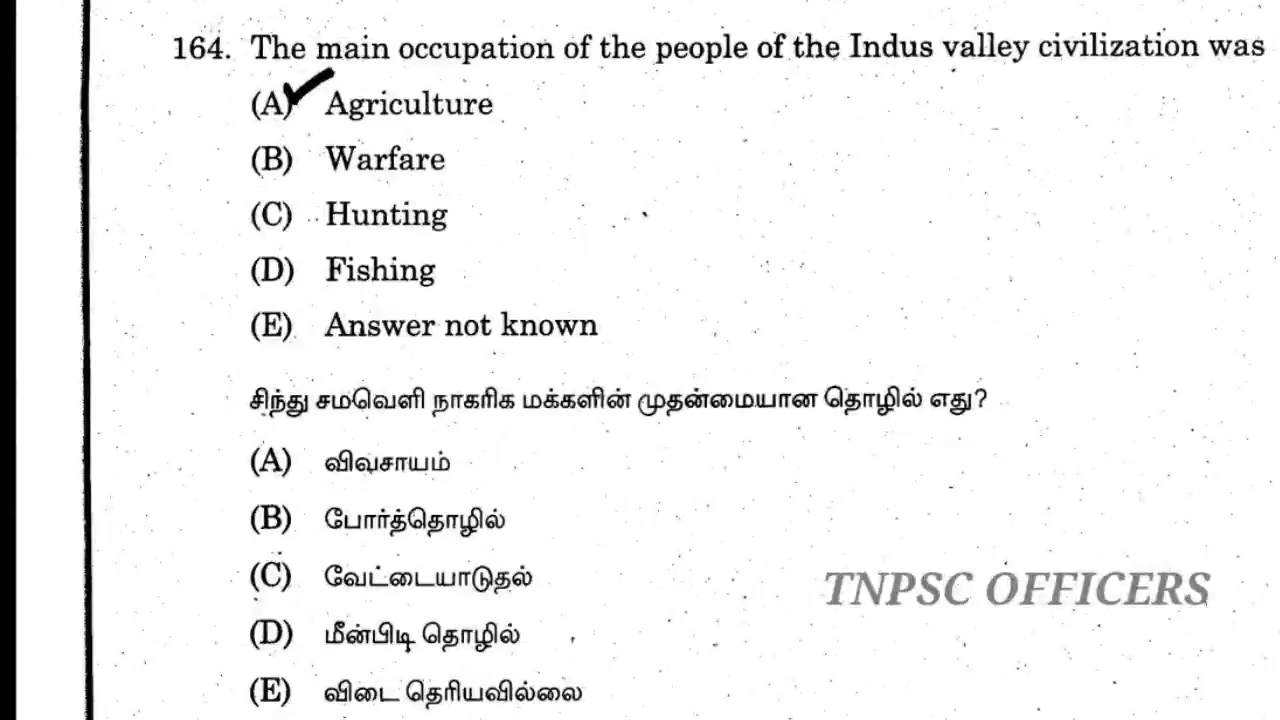 164. The main occupation of the people of the Indus valley civilization was
(A) Agriculture
(B) Warfare
(C) Hunting
(D) Fishing
(E) Answer not known
சிந்து சமவெளி நாகரிக மக்களின் முதன்மையான தொழில் எது?
(A) விவசாயம்
(B) போர்த்தொழில்
(C) வேட்டையாடுதல்
TNPSC OFFICERS
(D) மீன்பிடி தொழில்
(E) விடை தெரியவில்லை